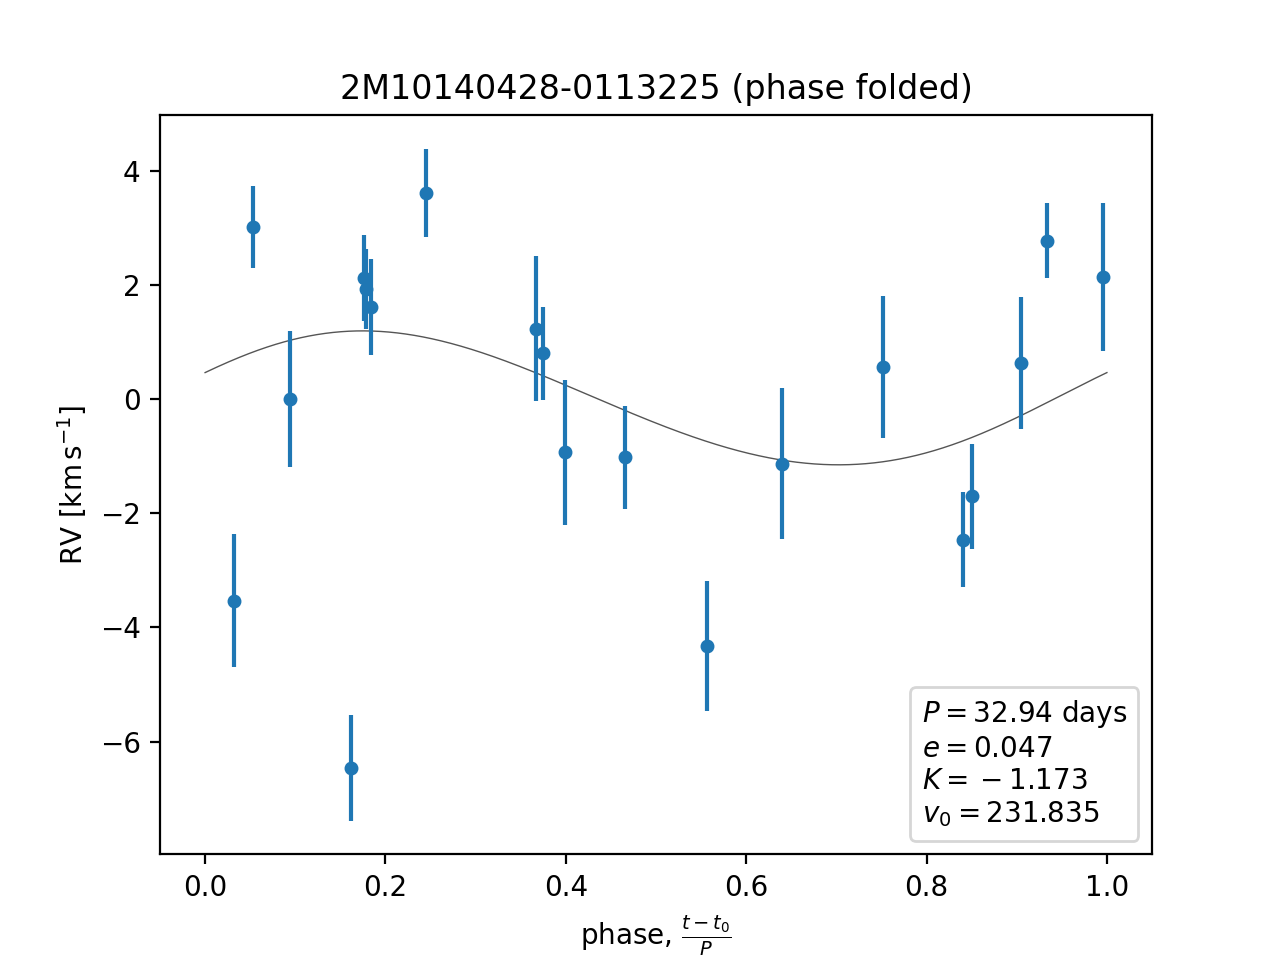 2M10140428-0113225 (phase folded)
RV [km s⁻¹]
4
2
0
−2
−4
−6
0.0 0.2 0.4 0.6 0.8 1.0
phase, (t − t₀)/P
P = 32.94 days
e = 0.047
K = −1.173
v₀ = 231.835